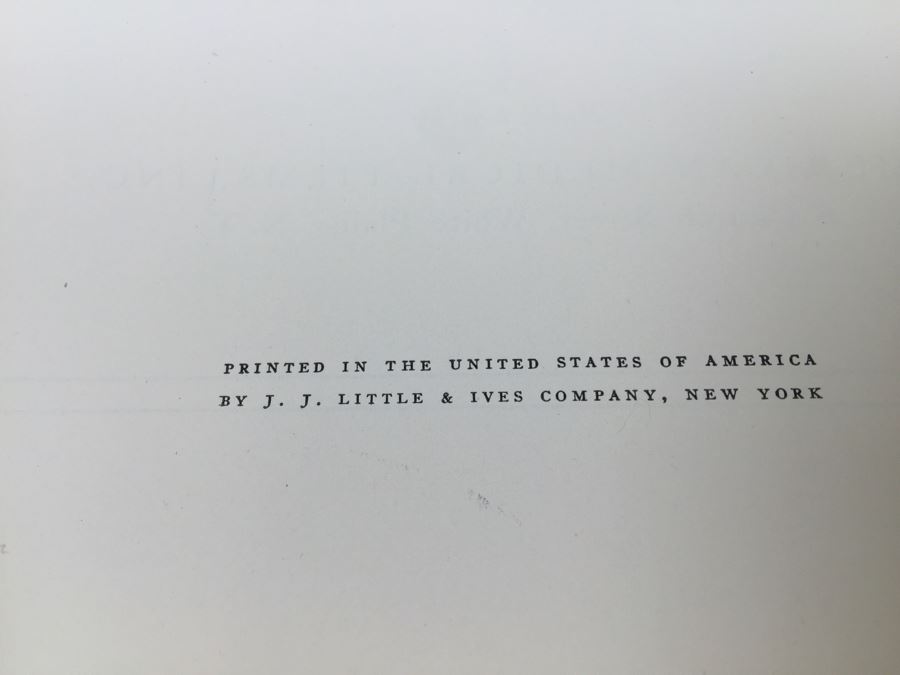 PRINTED IN THE UNITED STATES OF AMERICA
BY J. J. LITTLE & IVES COMPANY, NEW YORK